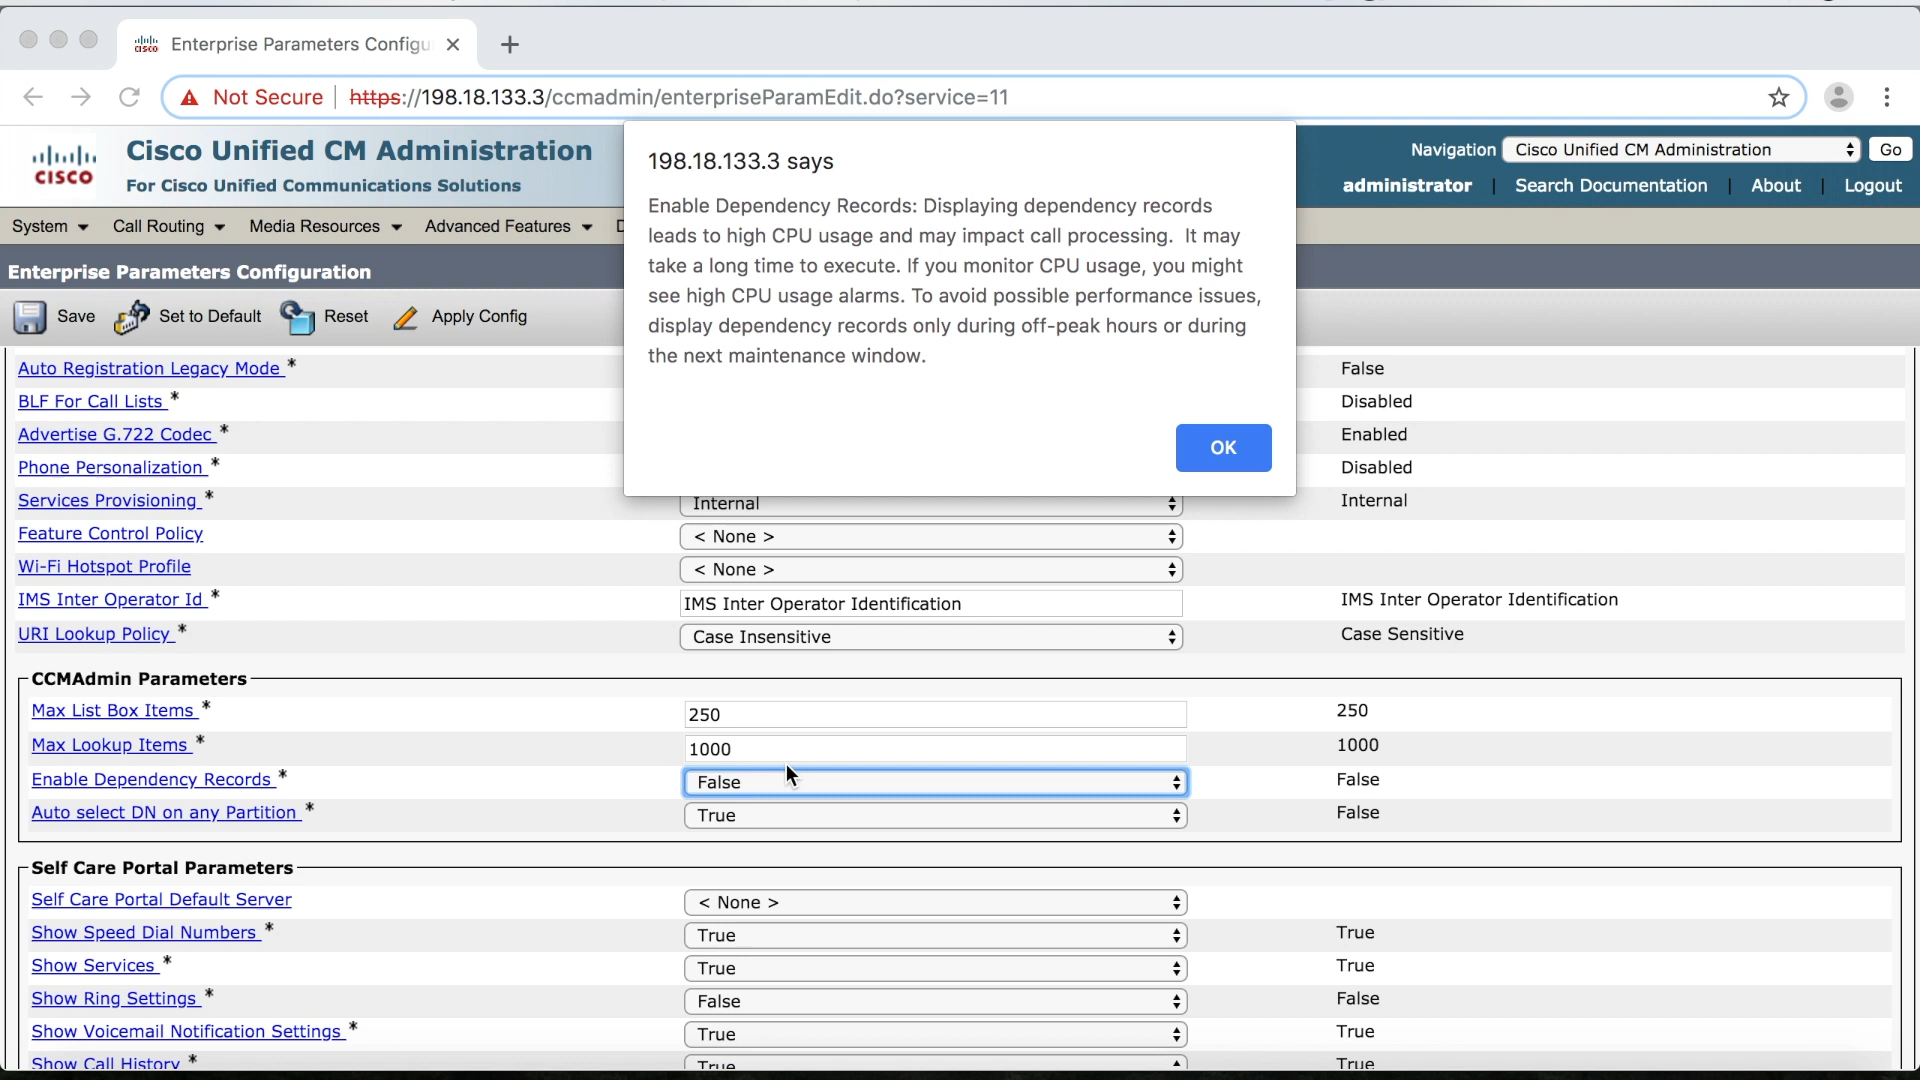 Enterprise Parameters Configu
Not Secure https://198.18.133.3/ccmadmin/enterpriseParamEdit.do?service=11
CISCO
Cisco Unified CM Administration
For Cisco Unified Communications Solutions
Navigation Cisco Unified CM Administration Go
administrator Search Documentation About Logout
System Call Routing Media Resources Advanced Features
Enterprise Parameters Configuration
Save Set to Default Reset Apply Config
198.18.133.3 says
Enable Dependency Records: Displaying dependency records
leads to high CPU usage and may impact call processing. It may
take a long time to execute. If you monitor CPU usage, you might
see high CPU usage alarms. To avoid possible performance issues,
display dependency records only during off-peak hours or during
the next maintenance window.
OK
Auto Registration Legacy Mode * False
BLF For Call Lists * Disabled
Advertise G.722 Codec * Enabled
Phone Personalization * Disabled
Services Provisioning * Internal Internal
Feature Control Policy < None >
Wi-Fi Hotspot Profile < None >
IMS Inter Operator Id * IMS Inter Operator Identification IMS Inter Operator Identification
URI Lookup Policy * Case Insensitive Case Sensitive
CCMAdmin Parameters
Max List Box Items * 250 250
Max Lookup Items * 1000 1000
Enable Dependency Records * False False
Auto select DN on any Partition * True False
Self Care Portal Parameters
Self Care Portal Default Server < None >
Show Speed Dial Numbers * True True
Show Services * True True
Show Ring Settings * False False
Show Voicemail Notification Settings * True True
Show Call History * True True